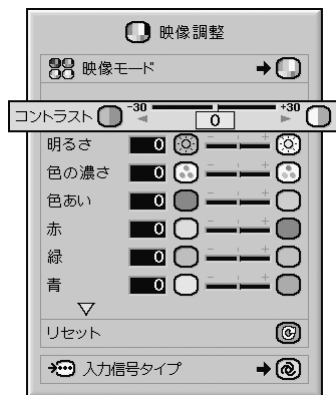 映像調整
映像モード
コントラスト -30 0 +30
明るさ 0 - +
色の濃さ 0 - +
色あい 0 - +
赤 0 - +
緑 0 - +
青 0 - +
リセット
入力信号タイプ